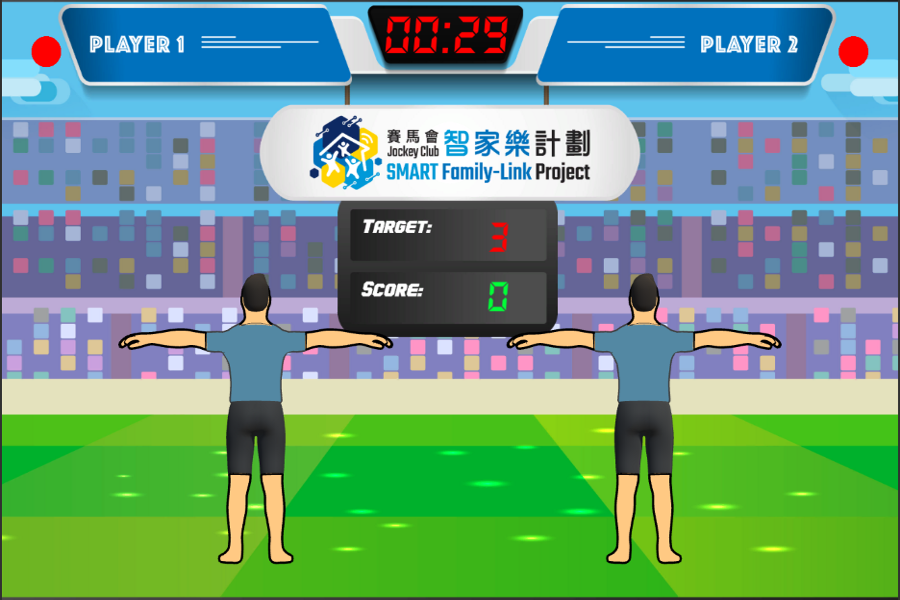 PLAYER 1
00:29
PLAYER 2
賽馬會 智家樂計劃
Jockey Club
SMART Family-Link Project
TARGET: 3
SCORE: 0